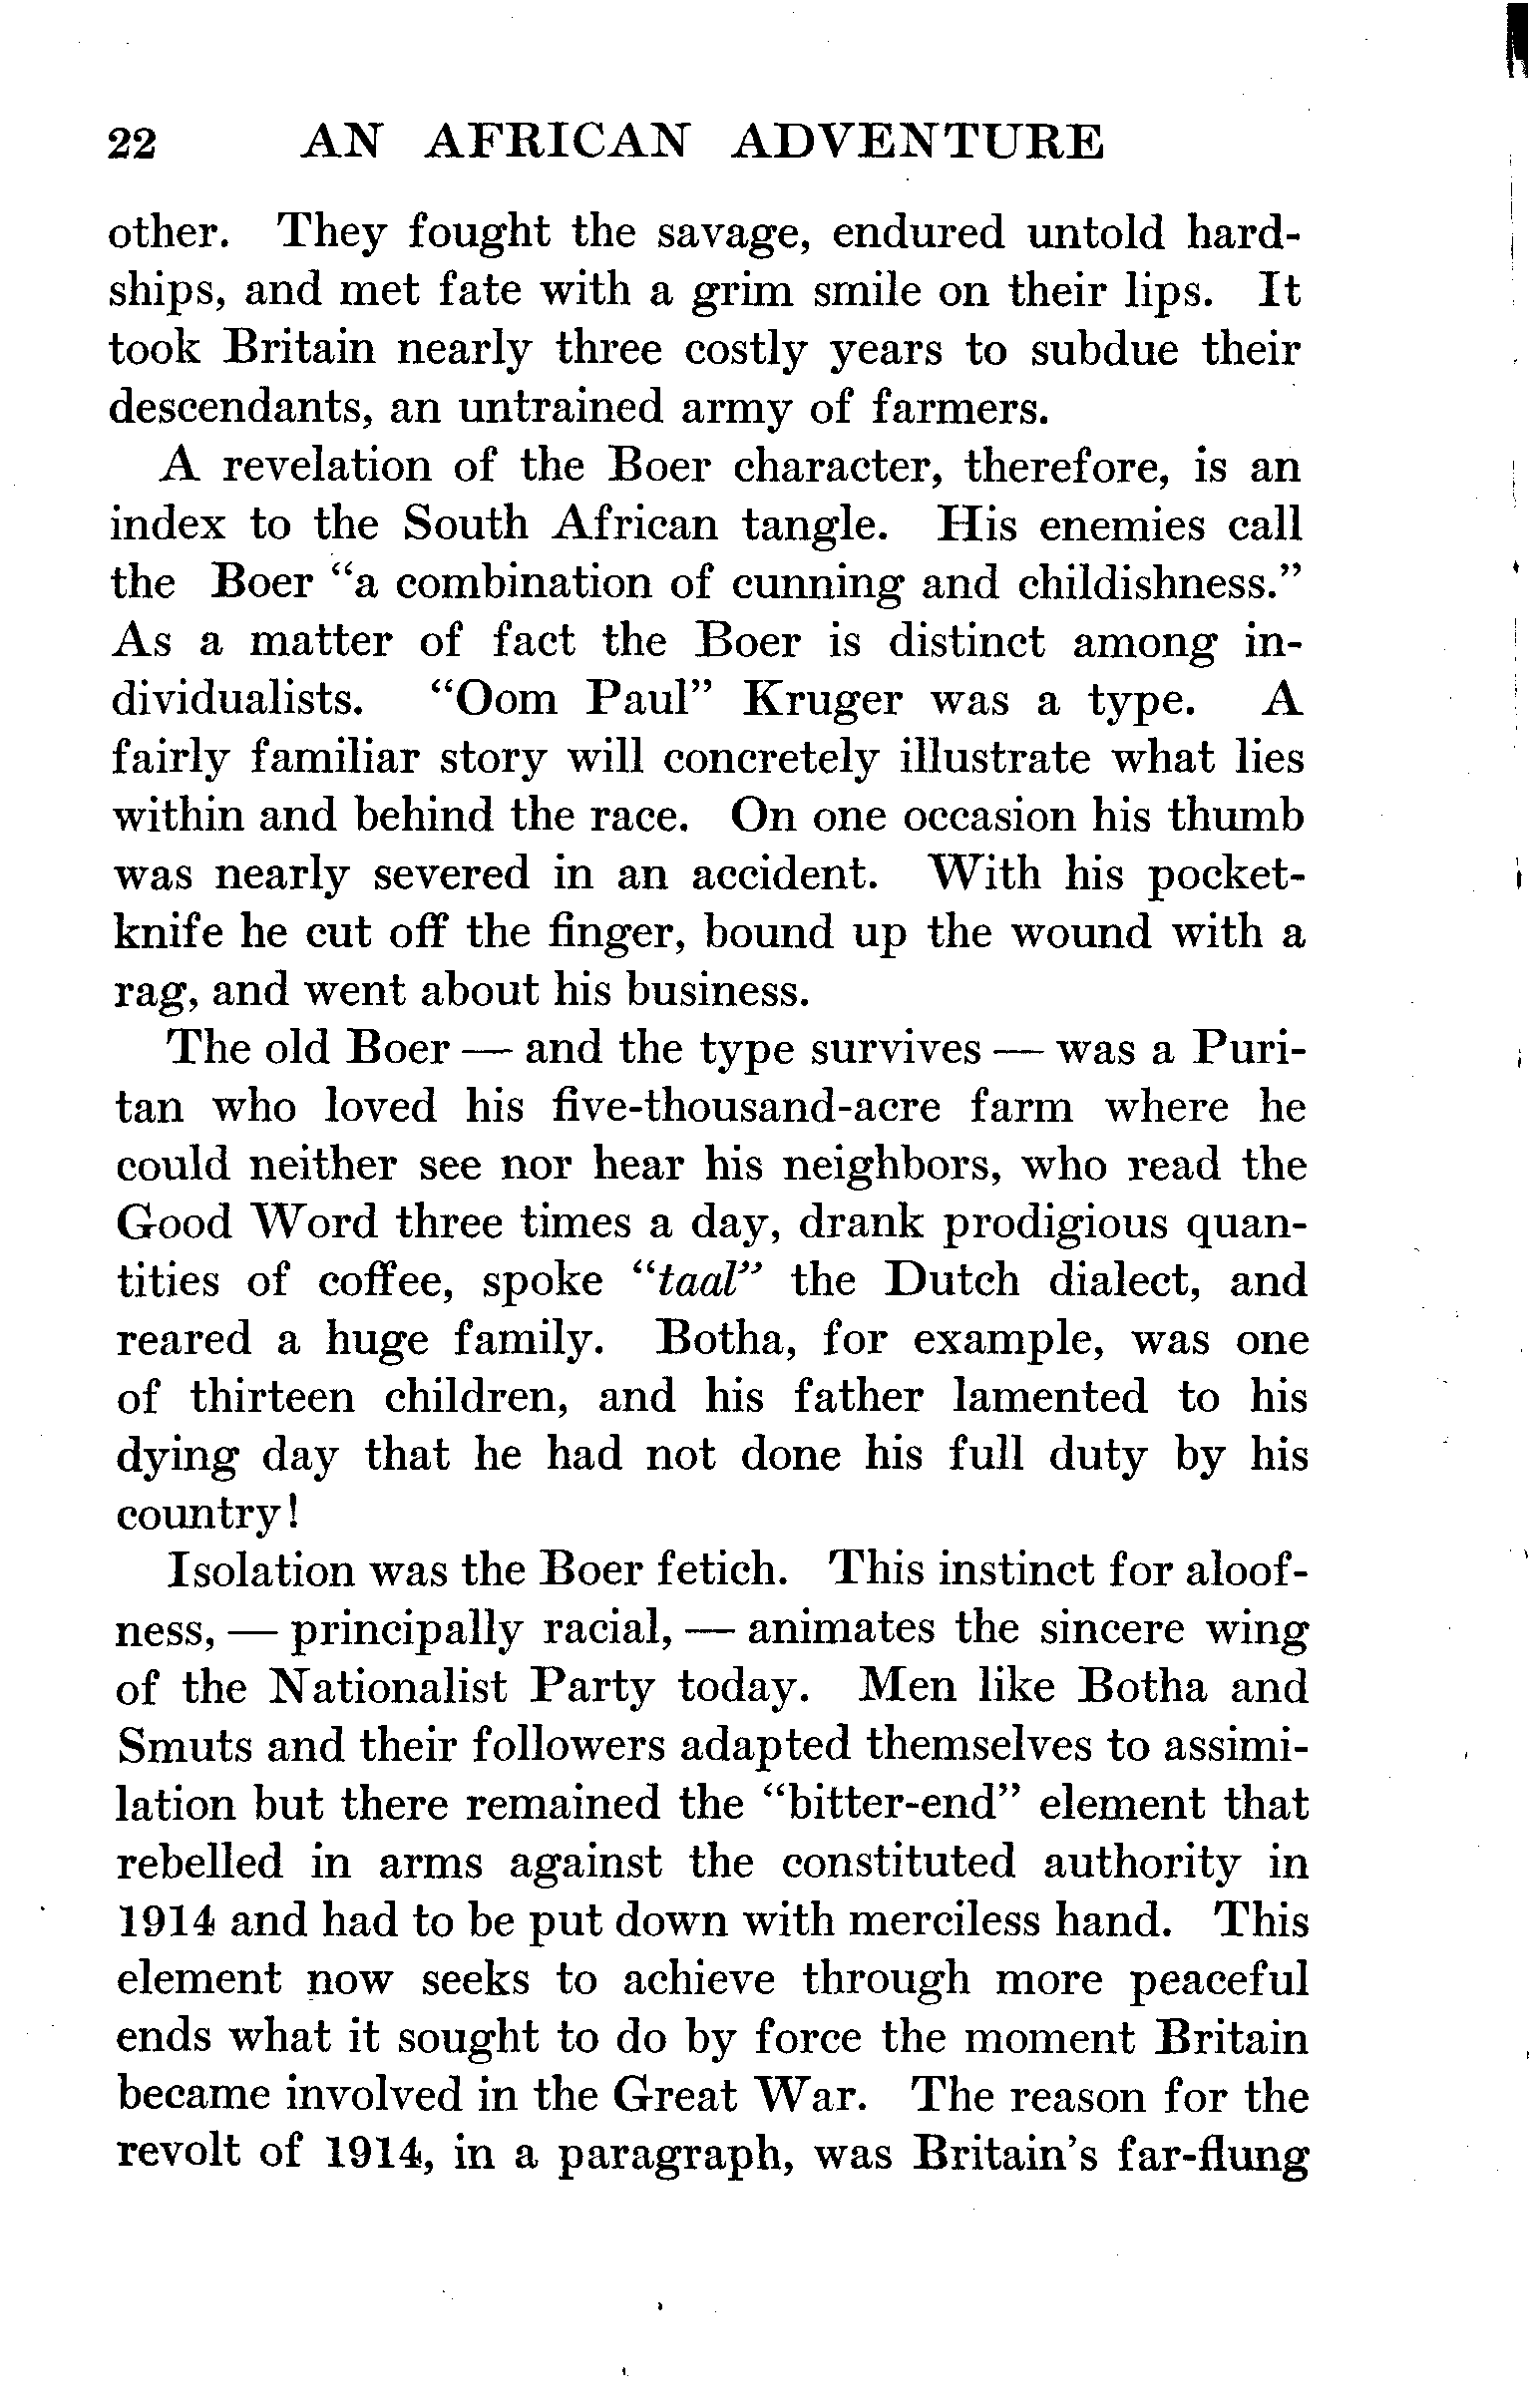 22 AN AFRICAN ADVENTURE
other. They fought the savage, endured untold hard-
ships, and met fate with a grim smile on their lips. It
took Britain nearly three costly years to subdue their
descendants, an untrained army of farmers.
A revelation of the Boer character, therefore, is an
index to the South African tangle. His enemies call
the Boer "a combination of cunning and childishness."
As a matter of fact the Boer is distinct among in-
dividualists. "Oom Paul" Kruger was a type. A
fairly familiar story will concretely illustrate what lies
within and behind the race. On one occasion his thumb
was nearly severed in an accident. With his pocket-
knife he cut off the finger, bound up the wound with a
rag, and went about his business.
The old Boer — and the type survives — was a Puri-
tan who loved his five-thousand-acre farm where he
could neither see nor hear his neighbors, who read the
Good Word three times a day, drank prodigious quan-
tities of coffee, spoke "taal" the Dutch dialect, and
reared a huge family. Botha, for example, was one
of thirteen children, and his father lamented to his
dying day that he had not done his full duty by his
country!
Isolation was the Boer fetich. This instinct for aloof-
ness, — principally racial, — animates the sincere wing
of the Nationalist Party today. Men like Botha and
Smuts and their followers adapted themselves to assimi-
lation but there remained the "bitter-end" element that
rebelled in arms against the constituted authority in
1914 and had to be put down with merciless hand. This
element now seeks to achieve through more peaceful
ends what it sought to do by force the moment Britain
became involved in the Great War. The reason for the
revolt of 1914, in a paragraph, was Britain's far-flung